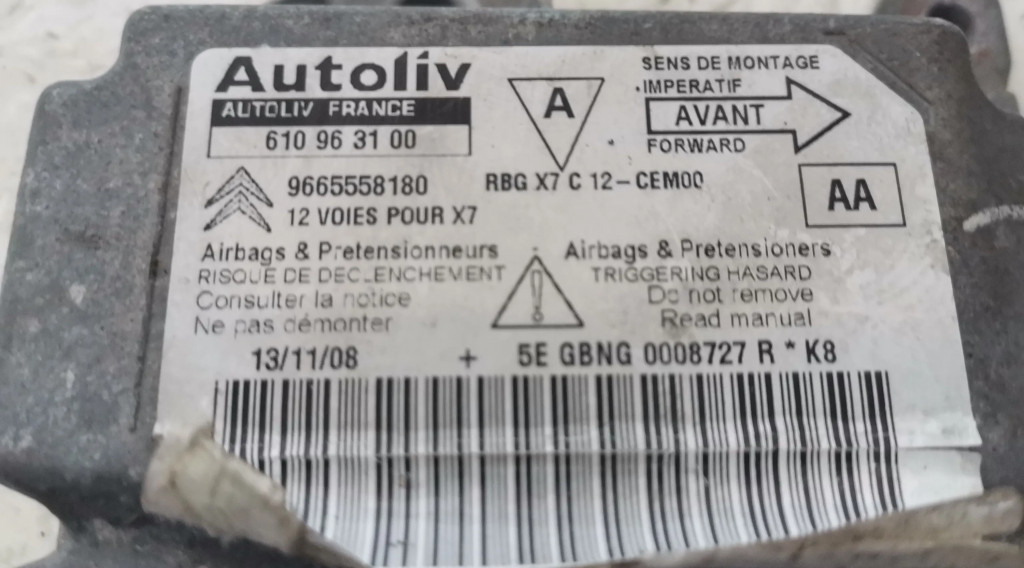 Autoliv
AUTOLIV FRANCE
610 96 31 00
A
SENS DE MONTAGE
IMPERATIF
AVANT
FORWARD
9665558180
RBG X7 C 12-CEM00
12 VOIES POUR X7
AA
Airbags & Pretensionneurs
RISQUE DE DECLENCHEMENT
Consulter la notice
Ne pas démonter
Airbags & Pretensioners
TRIGGERING HASARD
Do not remove
Read manual
13/11/08 + 5E GBNG 0008727 R * K8